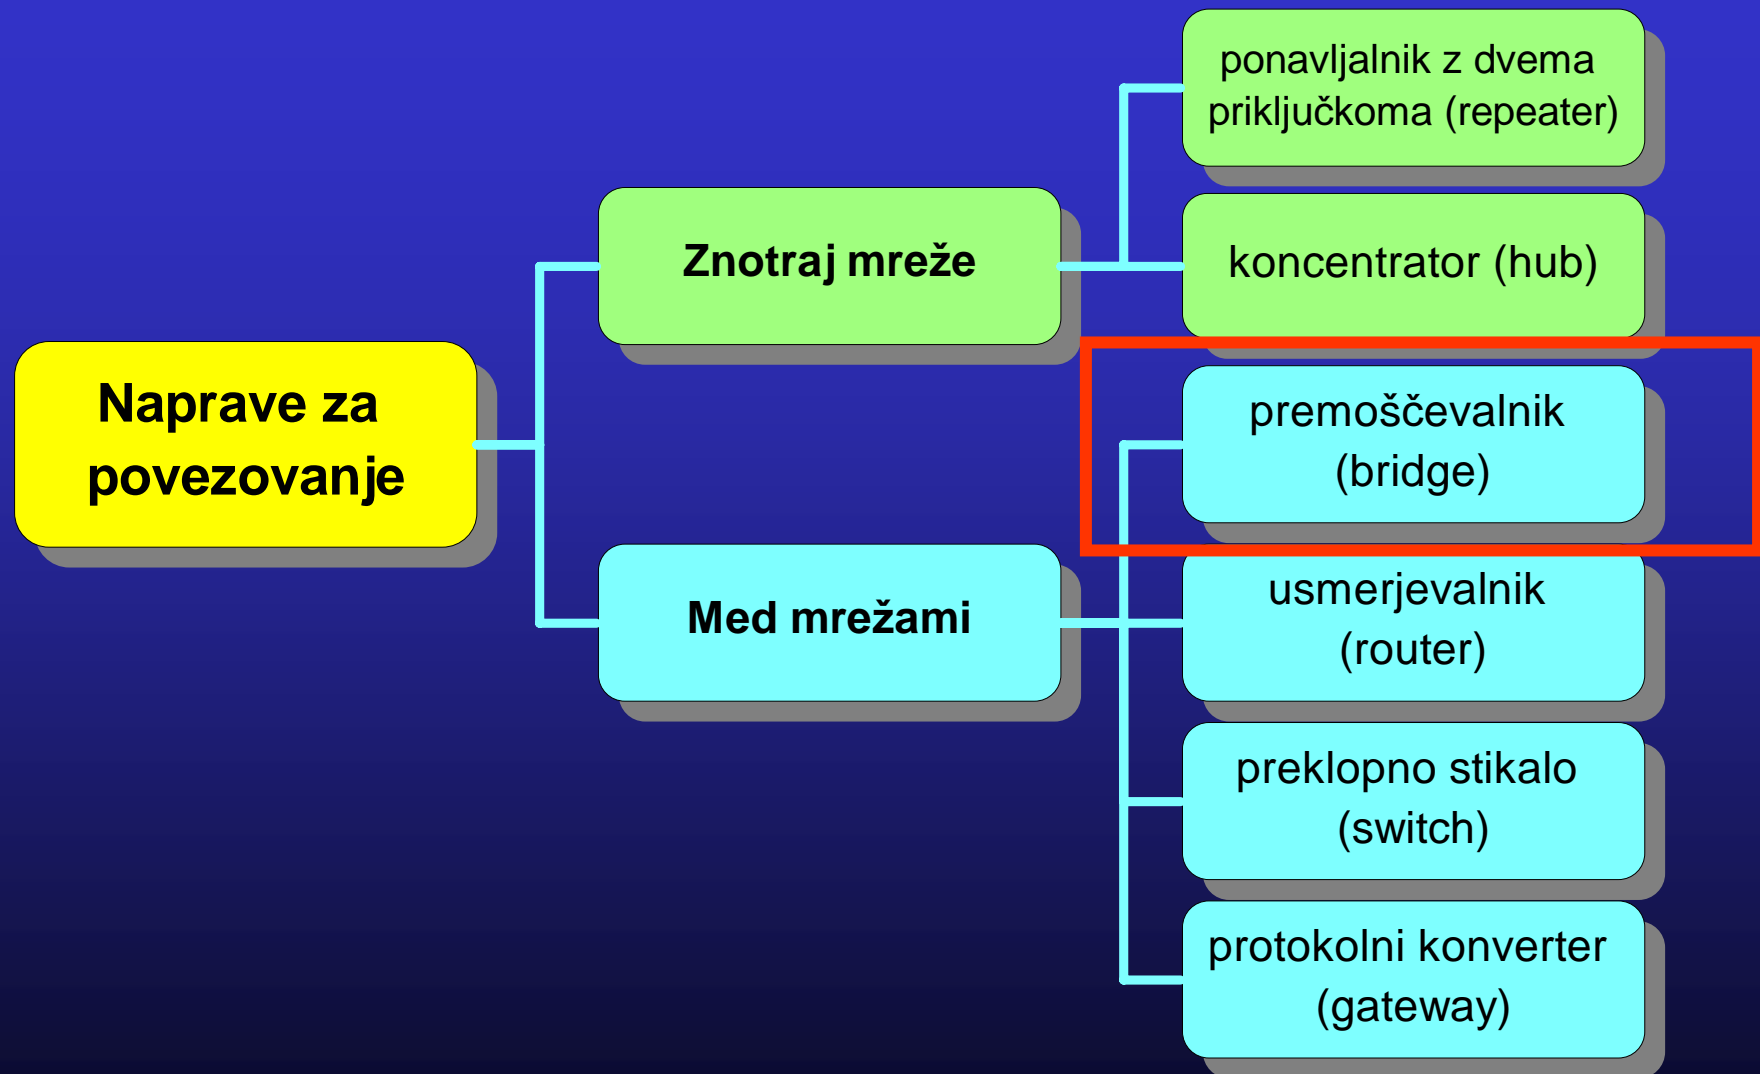 Naprave za
povezovanje
Znotraj mreže
ponavljalnik z dvema
priključkoma (repeater)
koncentrator (hub)
Med mrežami
premoščevalnik
(bridge)
usmerjevalnik
(router)
preklopno stikalo
(switch)
protokolni konverter
(gateway)